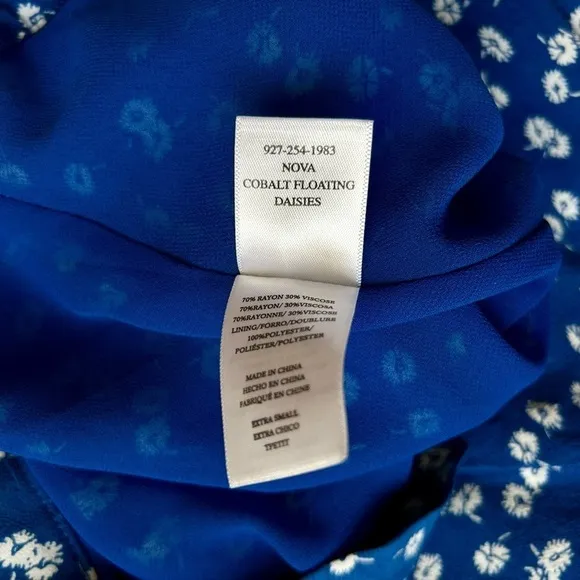 927-254-1983
NOVA
COBALT FLOATING
DAISIES
70% RAYON 30% VISCOSE
70% RAYON/ 30% VISCOSA
70% RAYONNE/ 30% VISCOSE
LINING/FORRO/DOUBLURE
100%POLYESTER/
POLIÉSTER/POLYESTER
MADE IN CHINA
HECHO EN CHINA
FABRIQUÉ EN CHINE
EXTRA SMALL
EXTRA CHICO
TPETIT